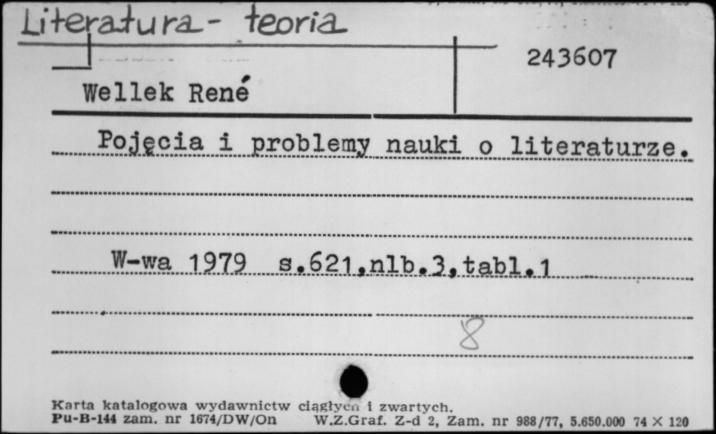 Literatura - teoria
243607
Wellek René
Pojęcia i problemy nauki o literaturze.
W-wa 1979 s.621,nlb.3,tabl.1
8
Karta katalogowa wydawnictw ciągłych i zwartych.
Pu-B-144 zam. nr 1674/DW/On W.Z.Graf. Z-d 2, Zam. nr 988/77, 5.650.000 74 × 120